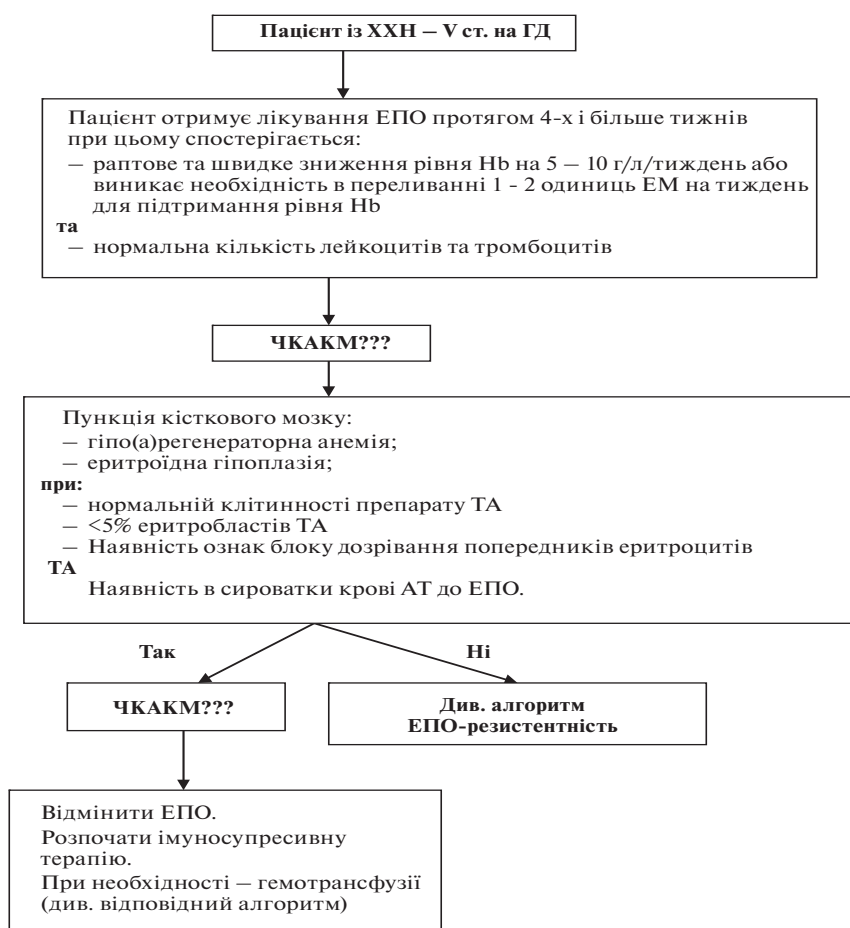 Пацієнт із ХХН – V ст. на ГД
Пацієнт отримує лікування ЕПО протягом 4-х і більше тижнів
при цьому спостерігається:
– раптове та швидке зниження рівня Hb на 5 – 10 г/л/тиждень або
виникає необхідність в переливанні 1 - 2 одиниць ЕМ на тиждень
для підтримання рівня Hb
та
– нормальна кількість лейкоцитів та тромбоцитів
ЧКАКМ???
Пункція кісткового мозку:
– гіпо(а)регенераторна анемія;
– еритроїдна гіпоплазія;
при:
– нормальній клітинності препарату ТА
– <5% еритробластів ТА
– Наявність ознак блоку дозрівання попередників еритроцитів
ТА
Наявність в сироватки крові АТ до ЕПО.
Так
Ні
ЧКАКМ???
Див. алгоритм
ЕПО-резистентність
Відмінити ЕПО.
Розпочати імуносупресивну
терапію.
При необхідності – гемотрансфузії
(див. відповідний алгоритм)